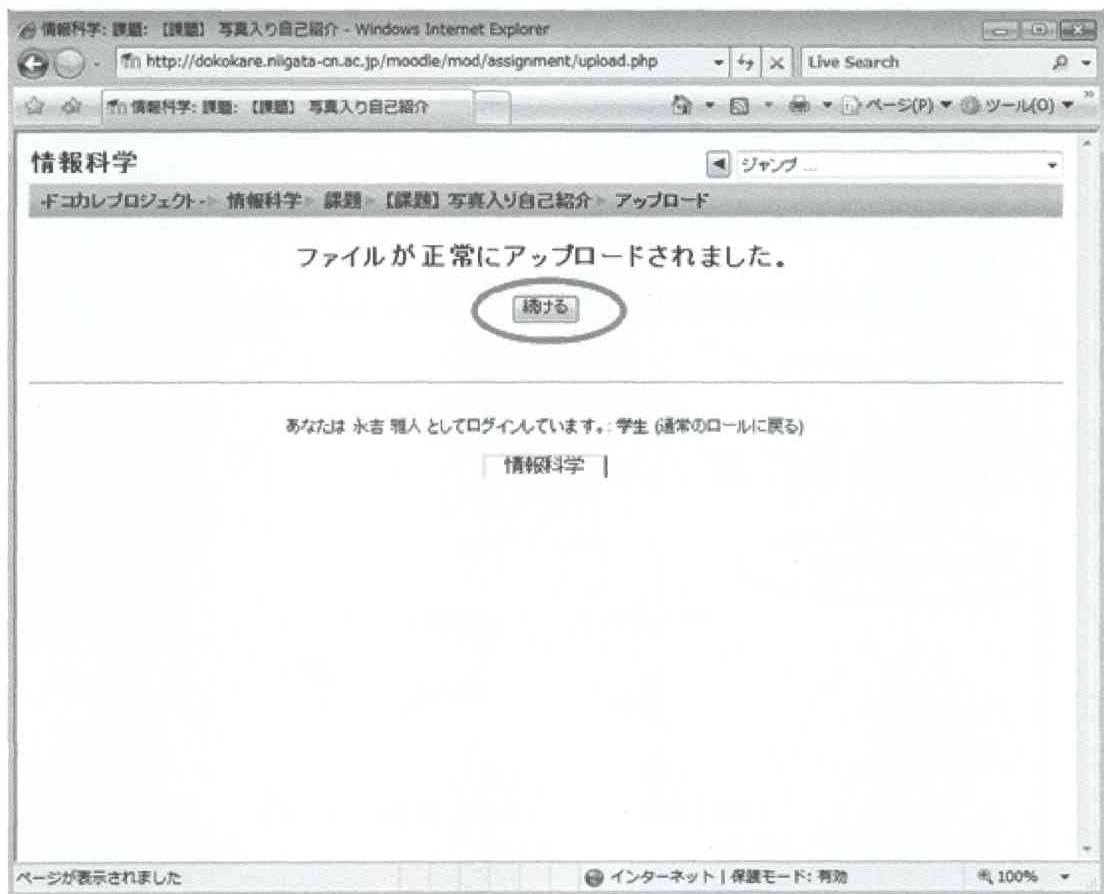 情報科学: 課題: 【課題】 写真入り自己紹介 - Windows Internet Explorer
http://dokokare.niigata-cn.ac.jp/moodle/mod/assignment/upload.php
Live Search
情報科学: 課題: 【課題】 写真入り自己紹介
ページ(P) ツール(O)
情報科学
ジャンプ ...
-ドコカレプロジェクト- 情報科学 課題 【課題】写真入り自己紹介 アップロード
ファイルが正常にアップロードされました。
続ける
あなたは 永吉 雅人 としてログインしています。: 学生 (通常のロールに戻る)
情報科学
ページが表示されました
インターネット | 保護モード: 有効
100%